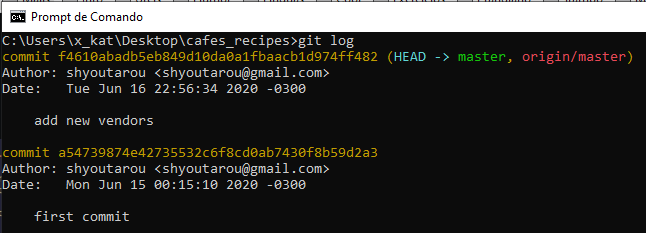 Prompt de Comando
C:\Users\x_kat\Desktop\cafes_recipes>git log
commit f4610abadb5eb849d10da0a1fbaacb1d974ff482 (HEAD -> master, origin/master)
Author: shyoutarou <shyoutarou@gmail.com>
Date:   Tue Jun 16 22:56:34 2020 -0300
add new vendors
commit a54739874e42735532c6f8cd0ab7430f8b59d2a3
Author: shyoutarou <shyoutarou@gmail.com>
Date:   Mon Jun 15 00:15:10 2020 -0300
first commit